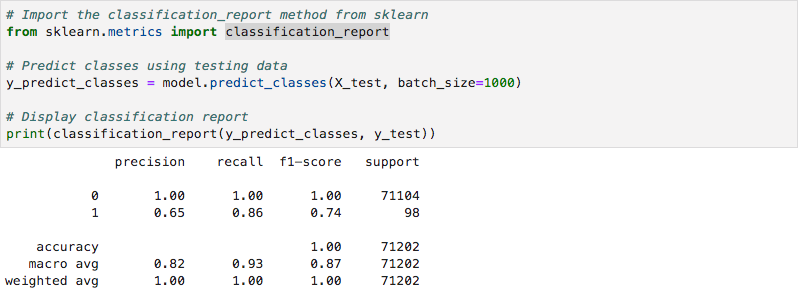 # Import the classification_report method from sklearn
from sklearn.metrics import classification_report
# Predict classes using testing data
y_predict_classes = model.predict_classes(X_test, batch_size=1000)
# Display classification report
print(classification_report(y_predict_classes, y_test))
precision recall f1-score support
0 1.00 1.00 1.00 71104
1 0.65 0.86 0.74 98
accuracy 1.00 71202
macro avg 0.82 0.93 0.87 71202
weighted avg 1.00 1.00 1.00 71202